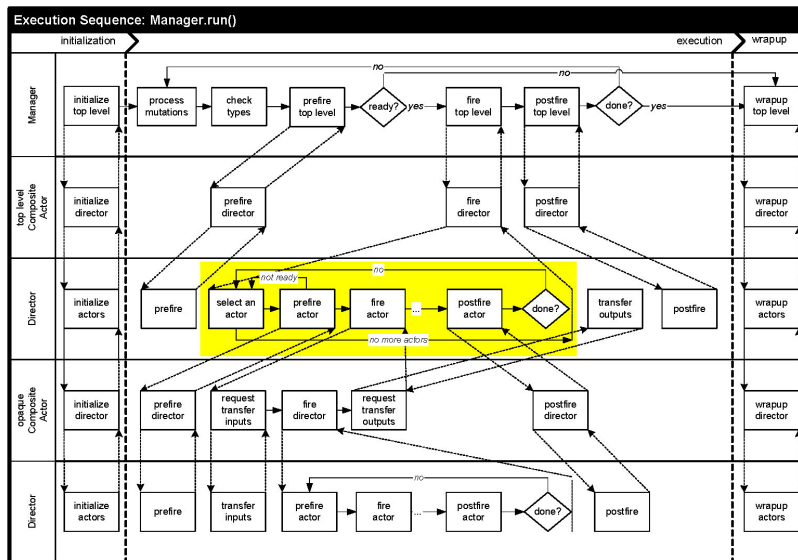 Execution Sequence: Manager.run()
initialization
execution
wrapup
Manager
initialize
top level
process
mutations
check
types
prefire
top level
ready?
yes
no
fire
top level
postfire
top level
done?
yes
no
wrapup
top level
top level
Composite
Actor
initialize
director
prefire
director
fire
director
postfire
director
wrapup
director
Director
initialize
actors
prefire
select an
actor
not ready
prefire
actor
fire
actor
...
postfire
actor
done?
no
no more actors
transfer
outputs
postfire
wrapup
actors
opaque
Composite
Actor
initialize
director
prefire
director
request
transfer
inputs
fire
director
request
transfer
outputs
postfire
director
wrapup
director
Director
initialize
actors
prefire
transfer
inputs
prefire
actor
fire
actor
...
postfire
actor
done?
no
postfire
wrapup
actors